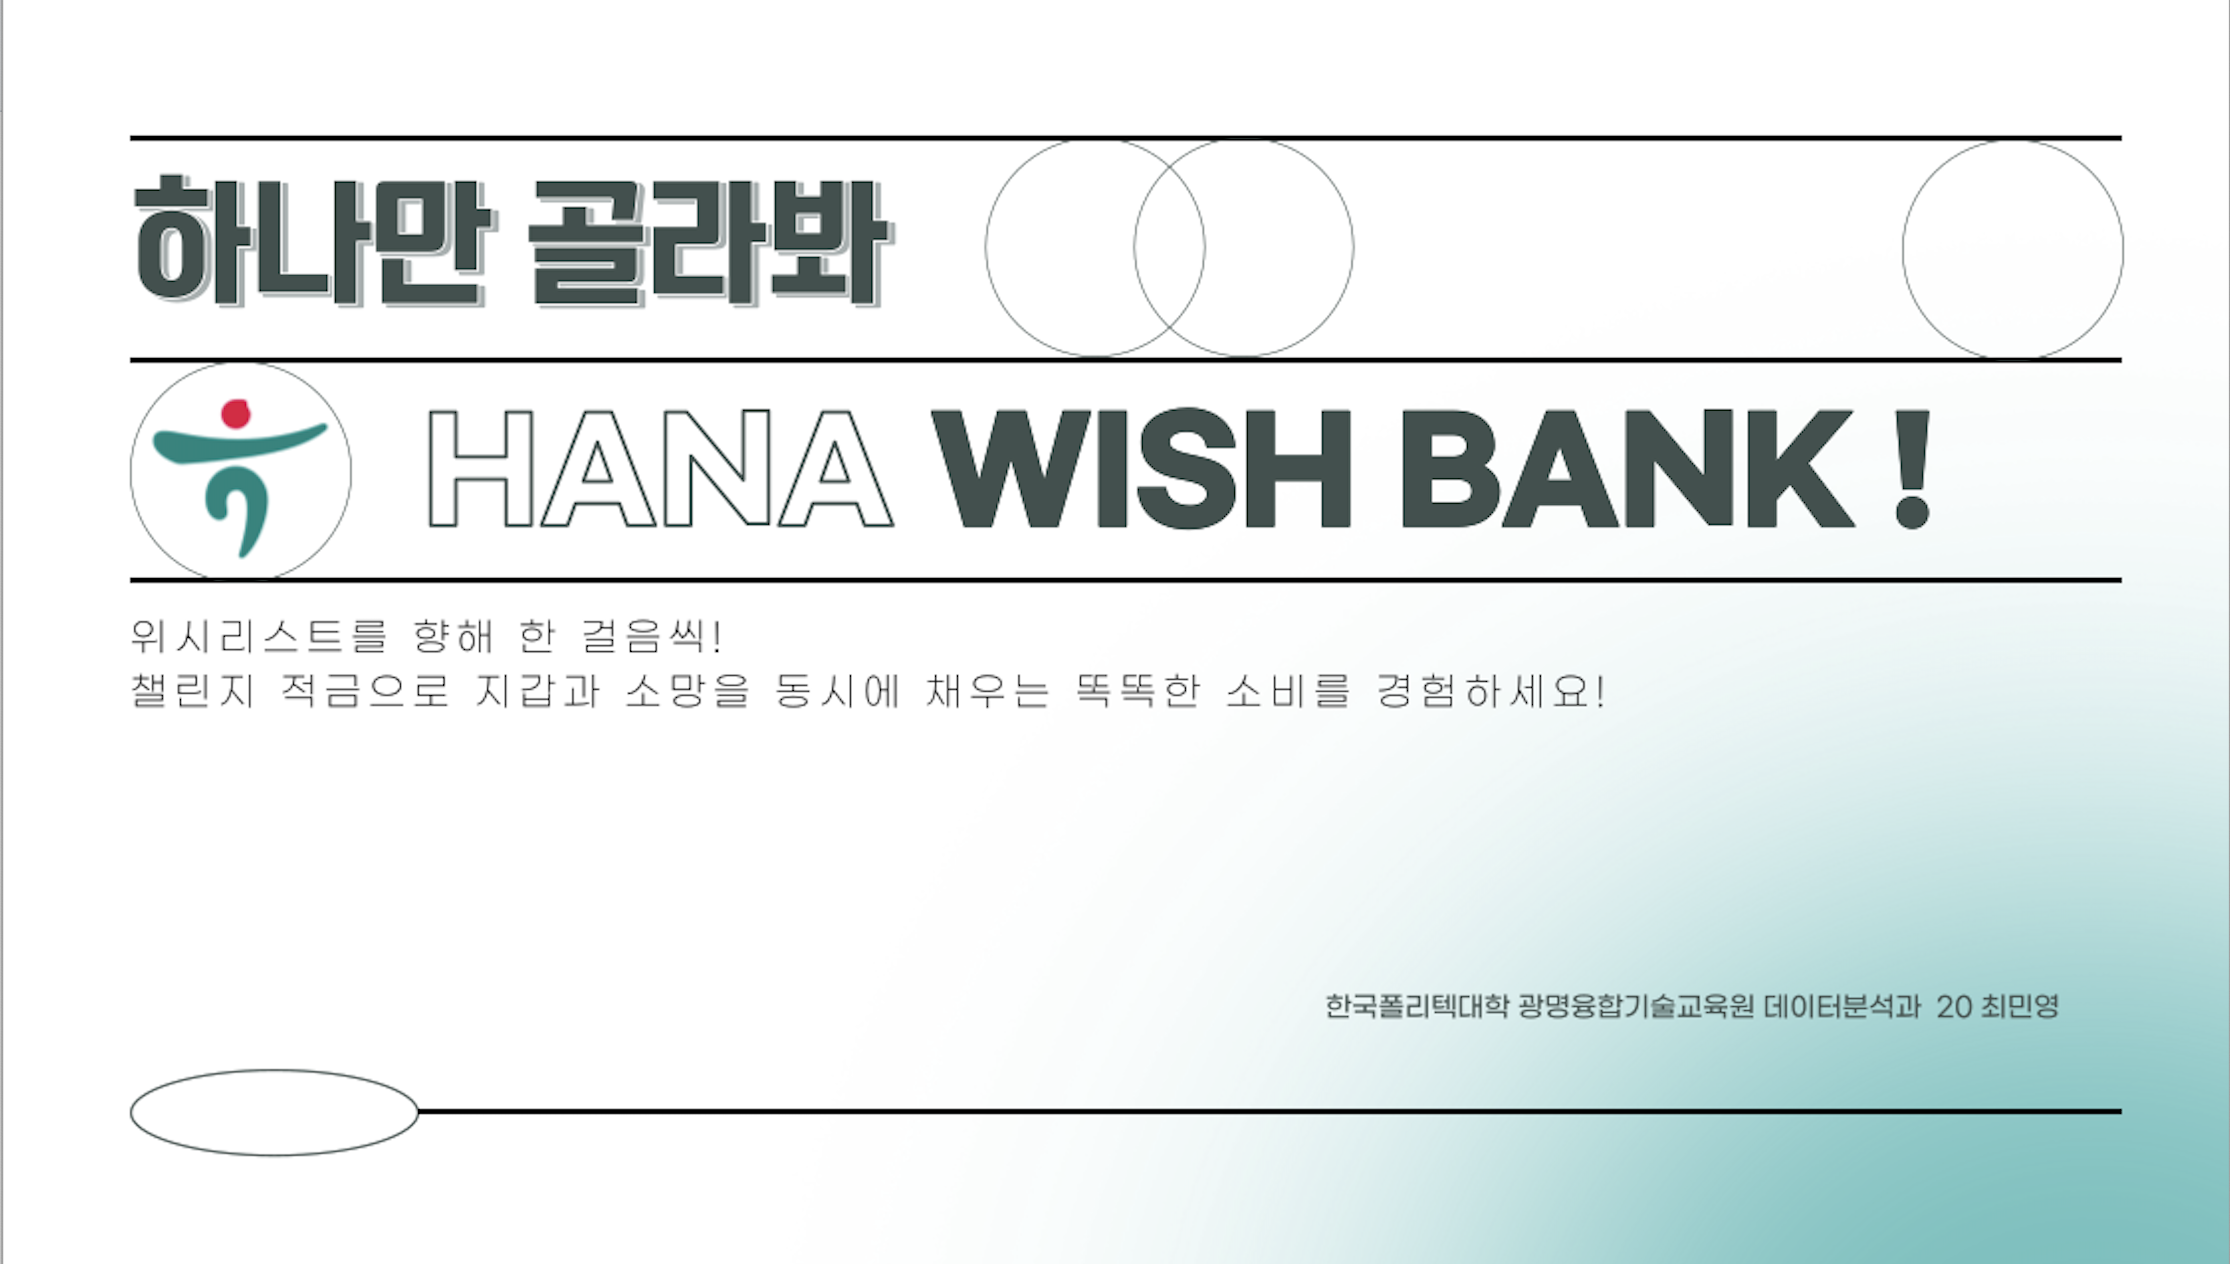 하나만 골라봐
HANA WISH BANK !
위시리스트를 향해 한 걸음씩!
챌린지 적금으로 지갑과 소망을 동시에 채우는 똑똑한 소비를 경험하세요!
한국폴리텍대학 광명융합기술교육원 데이터분석과 20 최민영